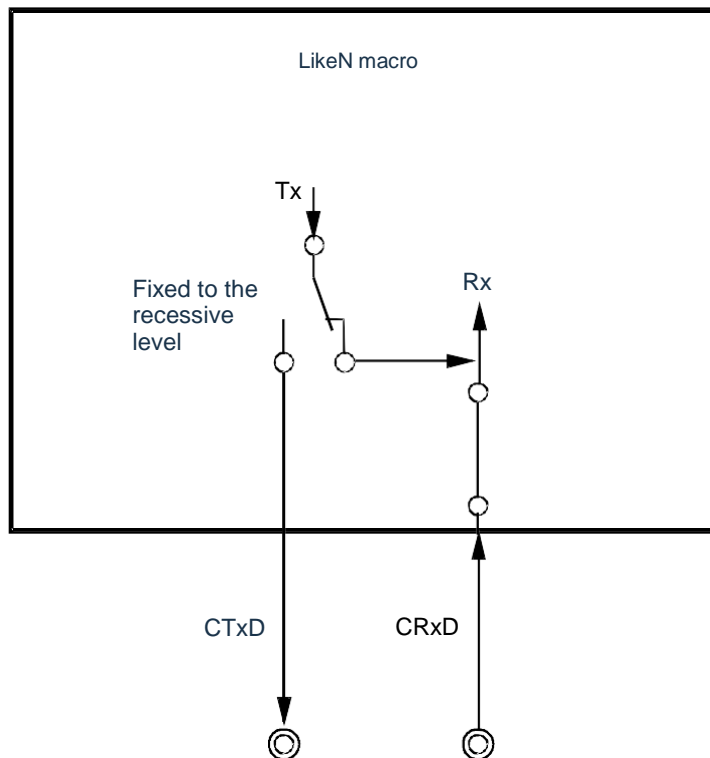 LikeN macro
Tx
Rx
Fixed to the
recessive
level
CTxD
CRxD